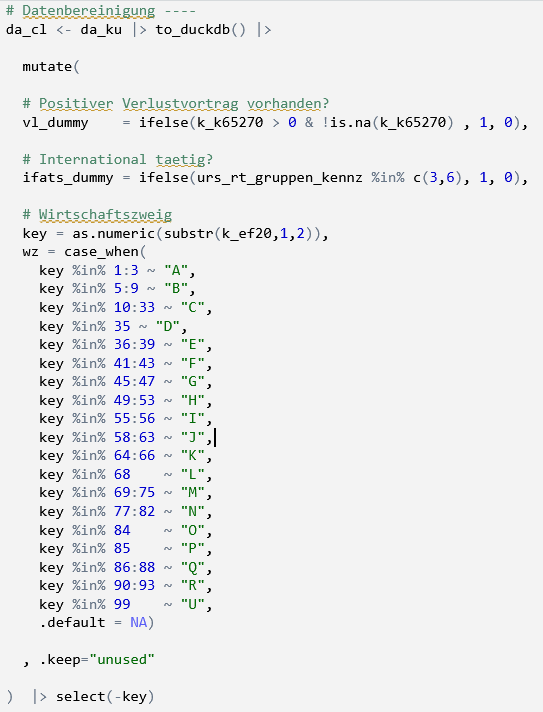 # Datenbereinigung ----
da_cl <- da_ku |> to_duckdb() |>
mutate(
# Positiver Verlustvortrag vorhanden?
vl_dummy    = ifelse(k_k65270 > 0 & !is.na(k_k65270) , 1, 0),
# International taetig?
ifats_dummy = ifelse(urs_rt_gruppen_kennz %in% c(3,6), 1, 0),
# Wirtschaftszweig
key = as.numeric(substr(k_ef20,1,2)),
wz = case_when(
key %in% 1:3 ~ "A",
key %in% 5:9 ~ "B",
key %in% 10:33 ~ "C",
key %in% 35 ~ "D",
key %in% 36:39 ~ "E",
key %in% 41:43 ~ "F",
key %in% 45:47 ~ "G",
key %in% 49:53 ~ "H",
key %in% 55:56 ~ "I",
key %in% 58:63 ~ "J",
key %in% 64:66 ~ "K",
key %in% 68    ~ "L",
key %in% 69:75 ~ "M",
key %in% 77:82 ~ "N",
key %in% 84    ~ "O",
key %in% 85    ~ "P",
key %in% 86:88 ~ "Q",
key %in% 90:93 ~ "R",
key %in% 99    ~ "U",
.default = NA)
, .keep="unused"
)  |> select(-key)